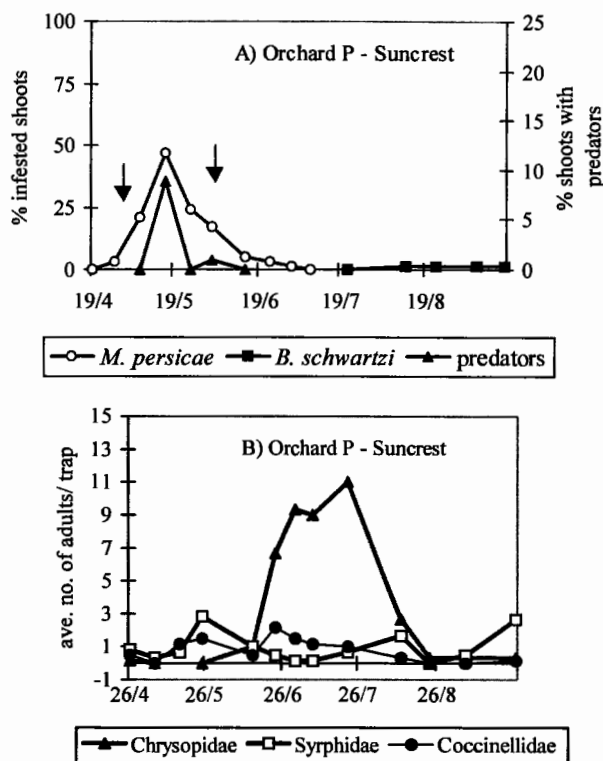 A) Orchard P - Suncrest
% infested shoots
100
75
50
25
0
% shoots with
predators
25
20
15
10
5
0
19/4
19/5
19/6
19/7
19/8
M. persicae
B. schwartzi
predators
B) Orchard P - Suncrest
ave. no. of adults/ trap
15
13
11
9
7
5
3
1
-1
26/4
26/5
26/6
26/7
26/8
Chrysopidae
Syrphidae
Coccinellidae